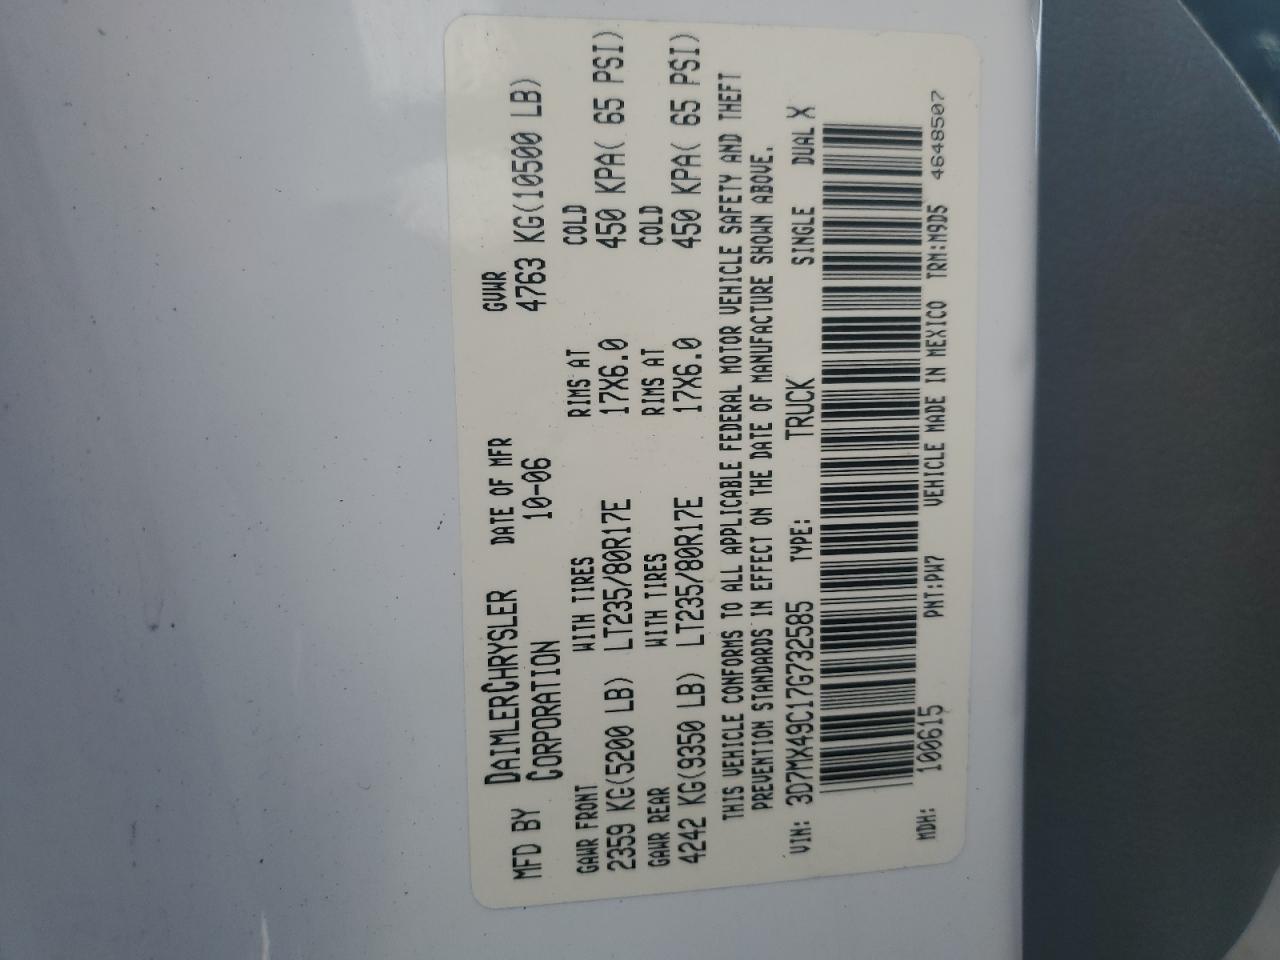 MFD BY DAIMLERCHRYSLER CORPORATION DATE OF MFR 10-06 GVWR 4763 KG(10500 LB)
GAWR FRONT WITH TIRES RIMS AT COLD
2359 KG(5200 LB) LT235/80R17E 17X6.0 450 KPA( 65 PSI)
GAWR REAR WITH TIRES RIMS AT COLD
4242 KG(9350 LB) LT235/80R17E 17X6.0 450 KPA( 65 PSI)
THIS VEHICLE CONFORMS TO ALL APPLICABLE FEDERAL MOTOR VEHICLE SAFETY AND THEFT
PREVENTION STANDARDS IN EFFECT ON THE DATE OF MANUFACTURE SHOWN ABOVE.
VIN: 3D7MX49C17G732585 TYPE: TRUCK SINGLE DUAL X
MDH: 100615 PNT:PW7 VEHICLE MADE IN MEXICO TRM:M9D5 4648507